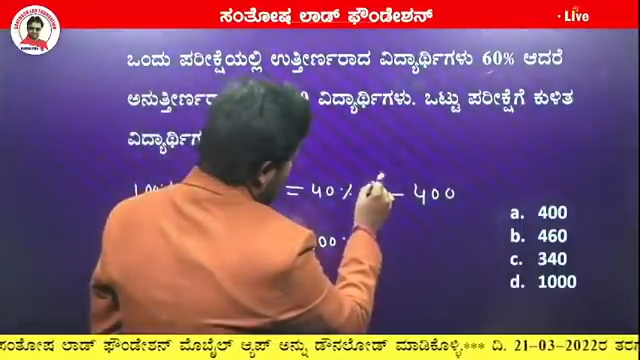 ಸಂತೋಷ ಲಾಡ್ ಫೌಂಡೇಶನ್
· Live
ಒಂದು ಪರೀಕ್ಷೆಯಲ್ಲಿ ಉತ್ತೀರ್ಣರಾದ ವಿದ್ಯಾರ್ಥಿಗಳು 60% ಆದರೆ
ವಿದ್ಯಾರ್ಥಿಗಳು. ಒಟ್ಟು ಪರೀಕ್ಷೆಗೆ ಕುಳಿತ
= 40% – 400
a. 400
b. 460
c. 340
d. 1000
ಸಂತೋಷ ಲಾಡ್ ಫೌಂಡೇಶನ್ ಮೊಬೈಲ್ ಆ್ಯಪ್ ಅನ್ನು ಡೌನಲೋಡ್ ಮಾಡಿಕೊಳ್ಳಿ*** ದಿ. 21-03-2022ರ